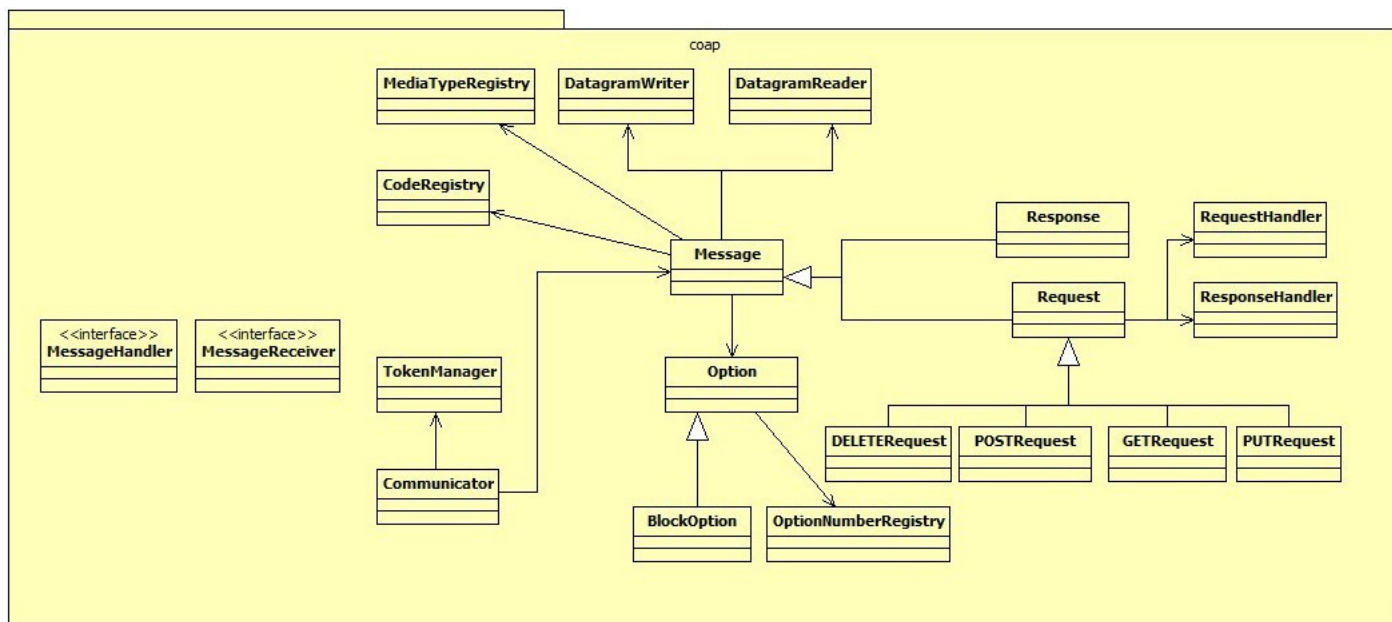 coap
MediaTypeRegistry
DatagramWriter
DatagramReader
CodeRegistry
Response
RequestHandler
Message
Request
ResponseHandler
<<interface>>
MessageHandler
<<interface>>
MessageReceiver
TokenManager
Option
DELETERequest
POSTRequest
GETRequest
PUTRequest
Communicator
BlockOption
OptionNumberRegistry